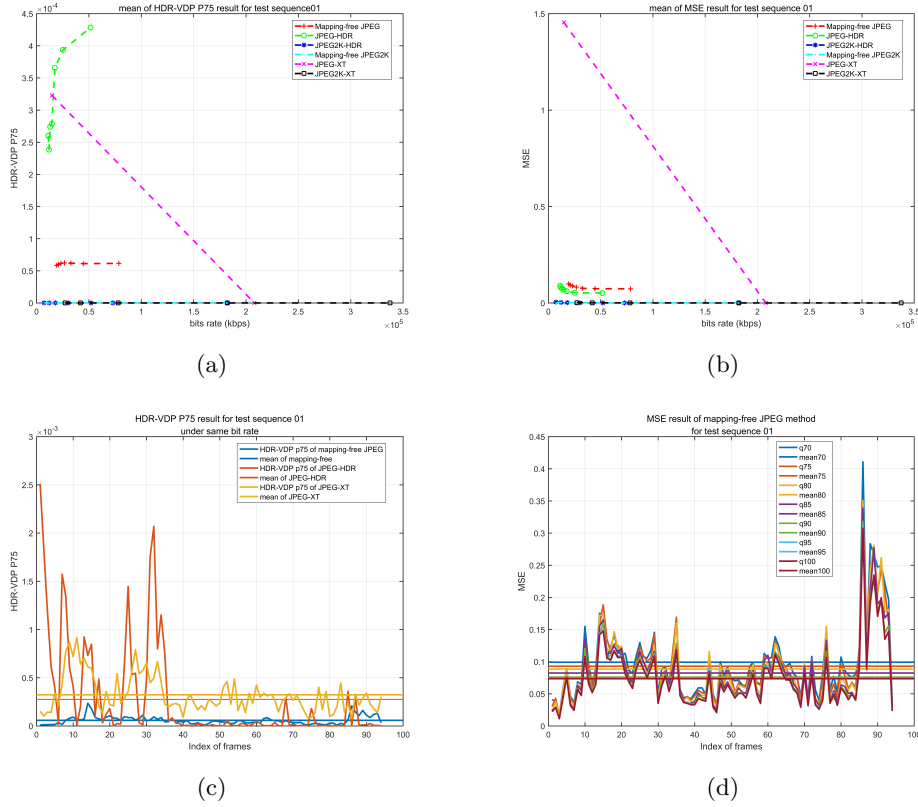 mean of HDR-VDP P75 result for test sequence01
×10⁻⁴
4.5
4
3.5
3
2.5
2
1.5
1
0.5
0
HDR-VDP P75
0 0.5 1 1.5 2 2.5 3 3.5
bits rate (kbps)
×10⁵
Mapping-free JPEG
JPEG-HDR
JPEG2K-HDR
Mapping-free JPEG2K
JPEG-XT
JPEG2K-XT
(a)
mean of MSE result for test sequence 01
1.5
1
0.5
0
MSE
0 0.5 1 1.5 2 2.5 3 3.5
bits rate (kbps)
×10⁵
Mapping-free JPEG
JPEG-HDR
JPEG2K-HDR
Mapping-free JPEG2K
JPEG-XT
JPEG2K-XT
(b)
HDR-VDP P75 result for test sequence 01
under same bit rate
×10⁻³
3
2.5
2
1.5
1
0.5
0
HDR-VDP P75
0 10 20 30 40 50 60 70 80 90 100
Index of frames
HDR-VDP p75 of mapping-free JPEG
mean of mapping-free
HDR-VDP p75 of JPEG-HDR
mean of JPEG-HDR
HDR-VDP P75 of JPEG-XT
mean of JPEG-XT
(c)
MSE result of mapping-free JPEG method
for test sequence 01
0.45
0.4
0.35
0.3
0.25
0.2
0.15
0.1
0.05
0
MSE
0 10 20 30 40 50 60 70 80 90 100
Index of frames
q70
mean70
q75
mean75
q80
mean80
q85
mean85
q90
mean90
q95
mean95
q100
mean100
(d)